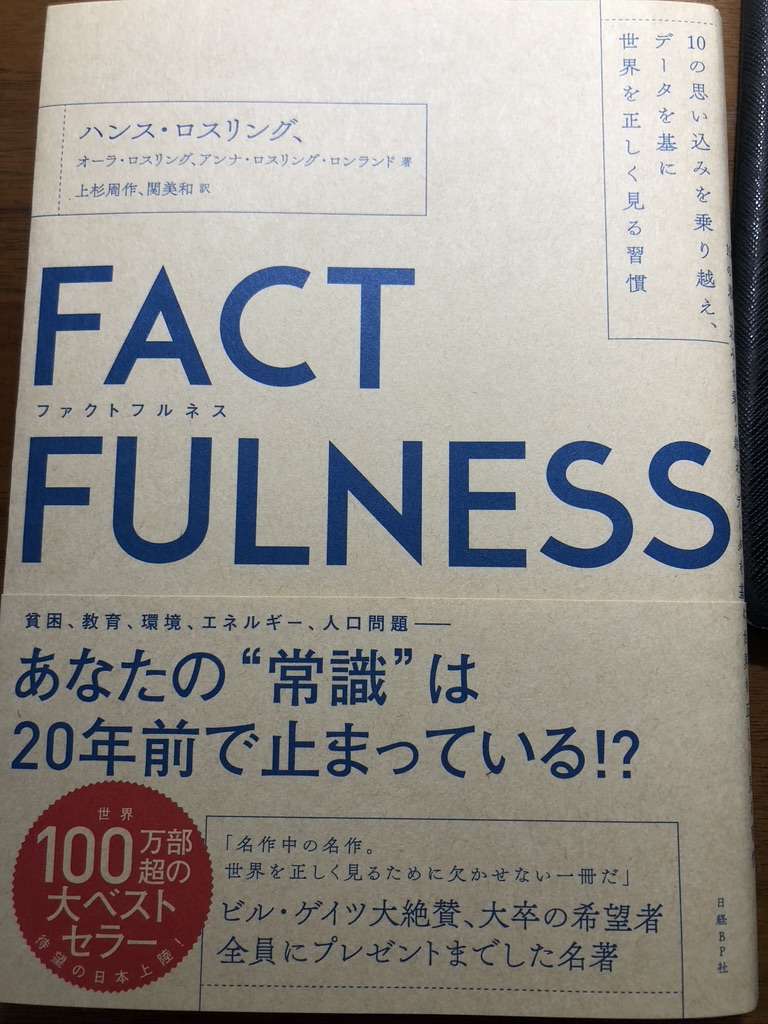 10の思い込みを乗り越え、
データを基に
世界を正しく見る習慣
ハンス・ロスリング、
オーラ・ロスリング、アンナ・ロスリング・ロンランド 著
上杉周作、関美和 訳
FACT
ファクトフルネス
FULNESS
貧困、教育、環境、エネルギー、人口問題――
あなたの“常識”は
20年前で止まっている!?
世界
100万部
超の
大ベスト
セラー
待望の日本上陸!
「名作中の名作。
世界を正しく見るために欠かせない一冊だ」
ビル・ゲイツ大絶賛、大卒の希望者
全員にプレゼントまでした名著
日経BP社